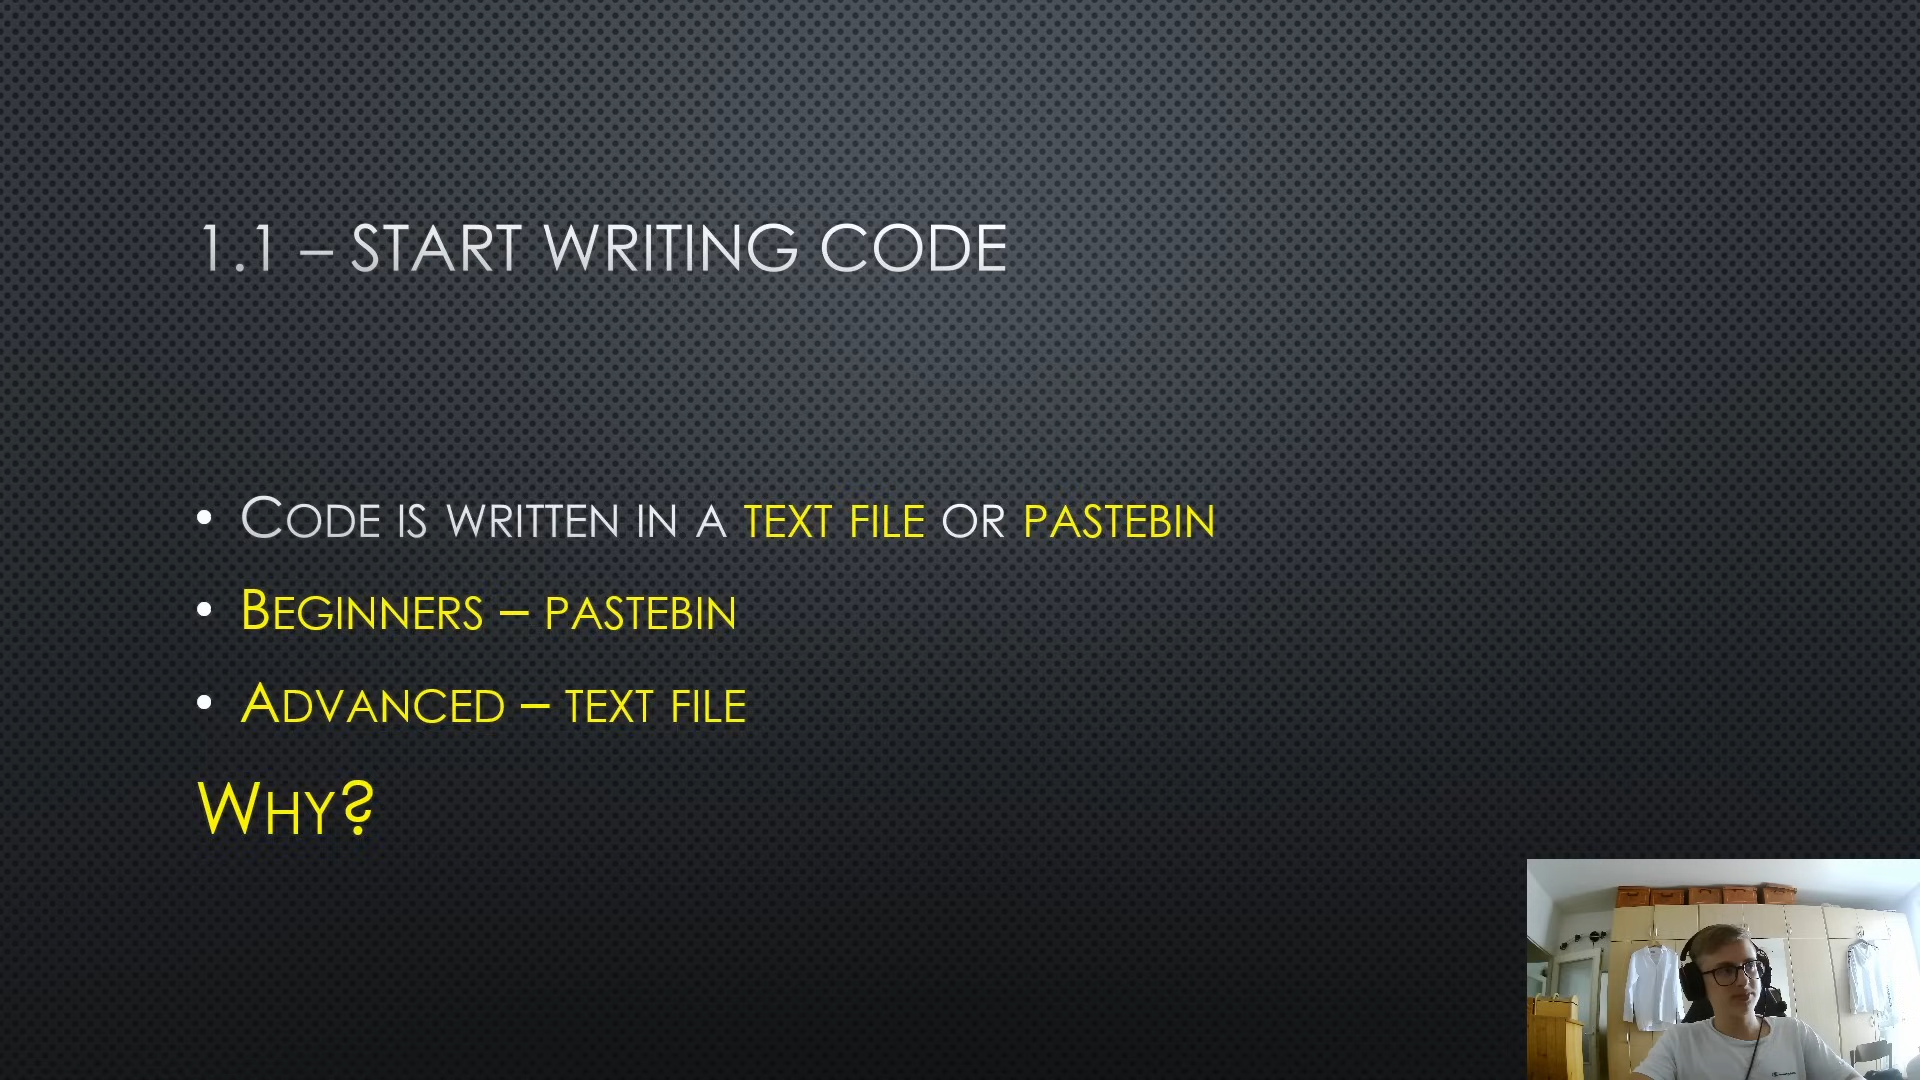 1.1 – START WRITING CODE
• CODE IS WRITTEN IN A TEXT FILE OR PASTEBIN
• BEGINNERS – PASTEBIN
• ADVANCED – TEXT FILE
WHY?